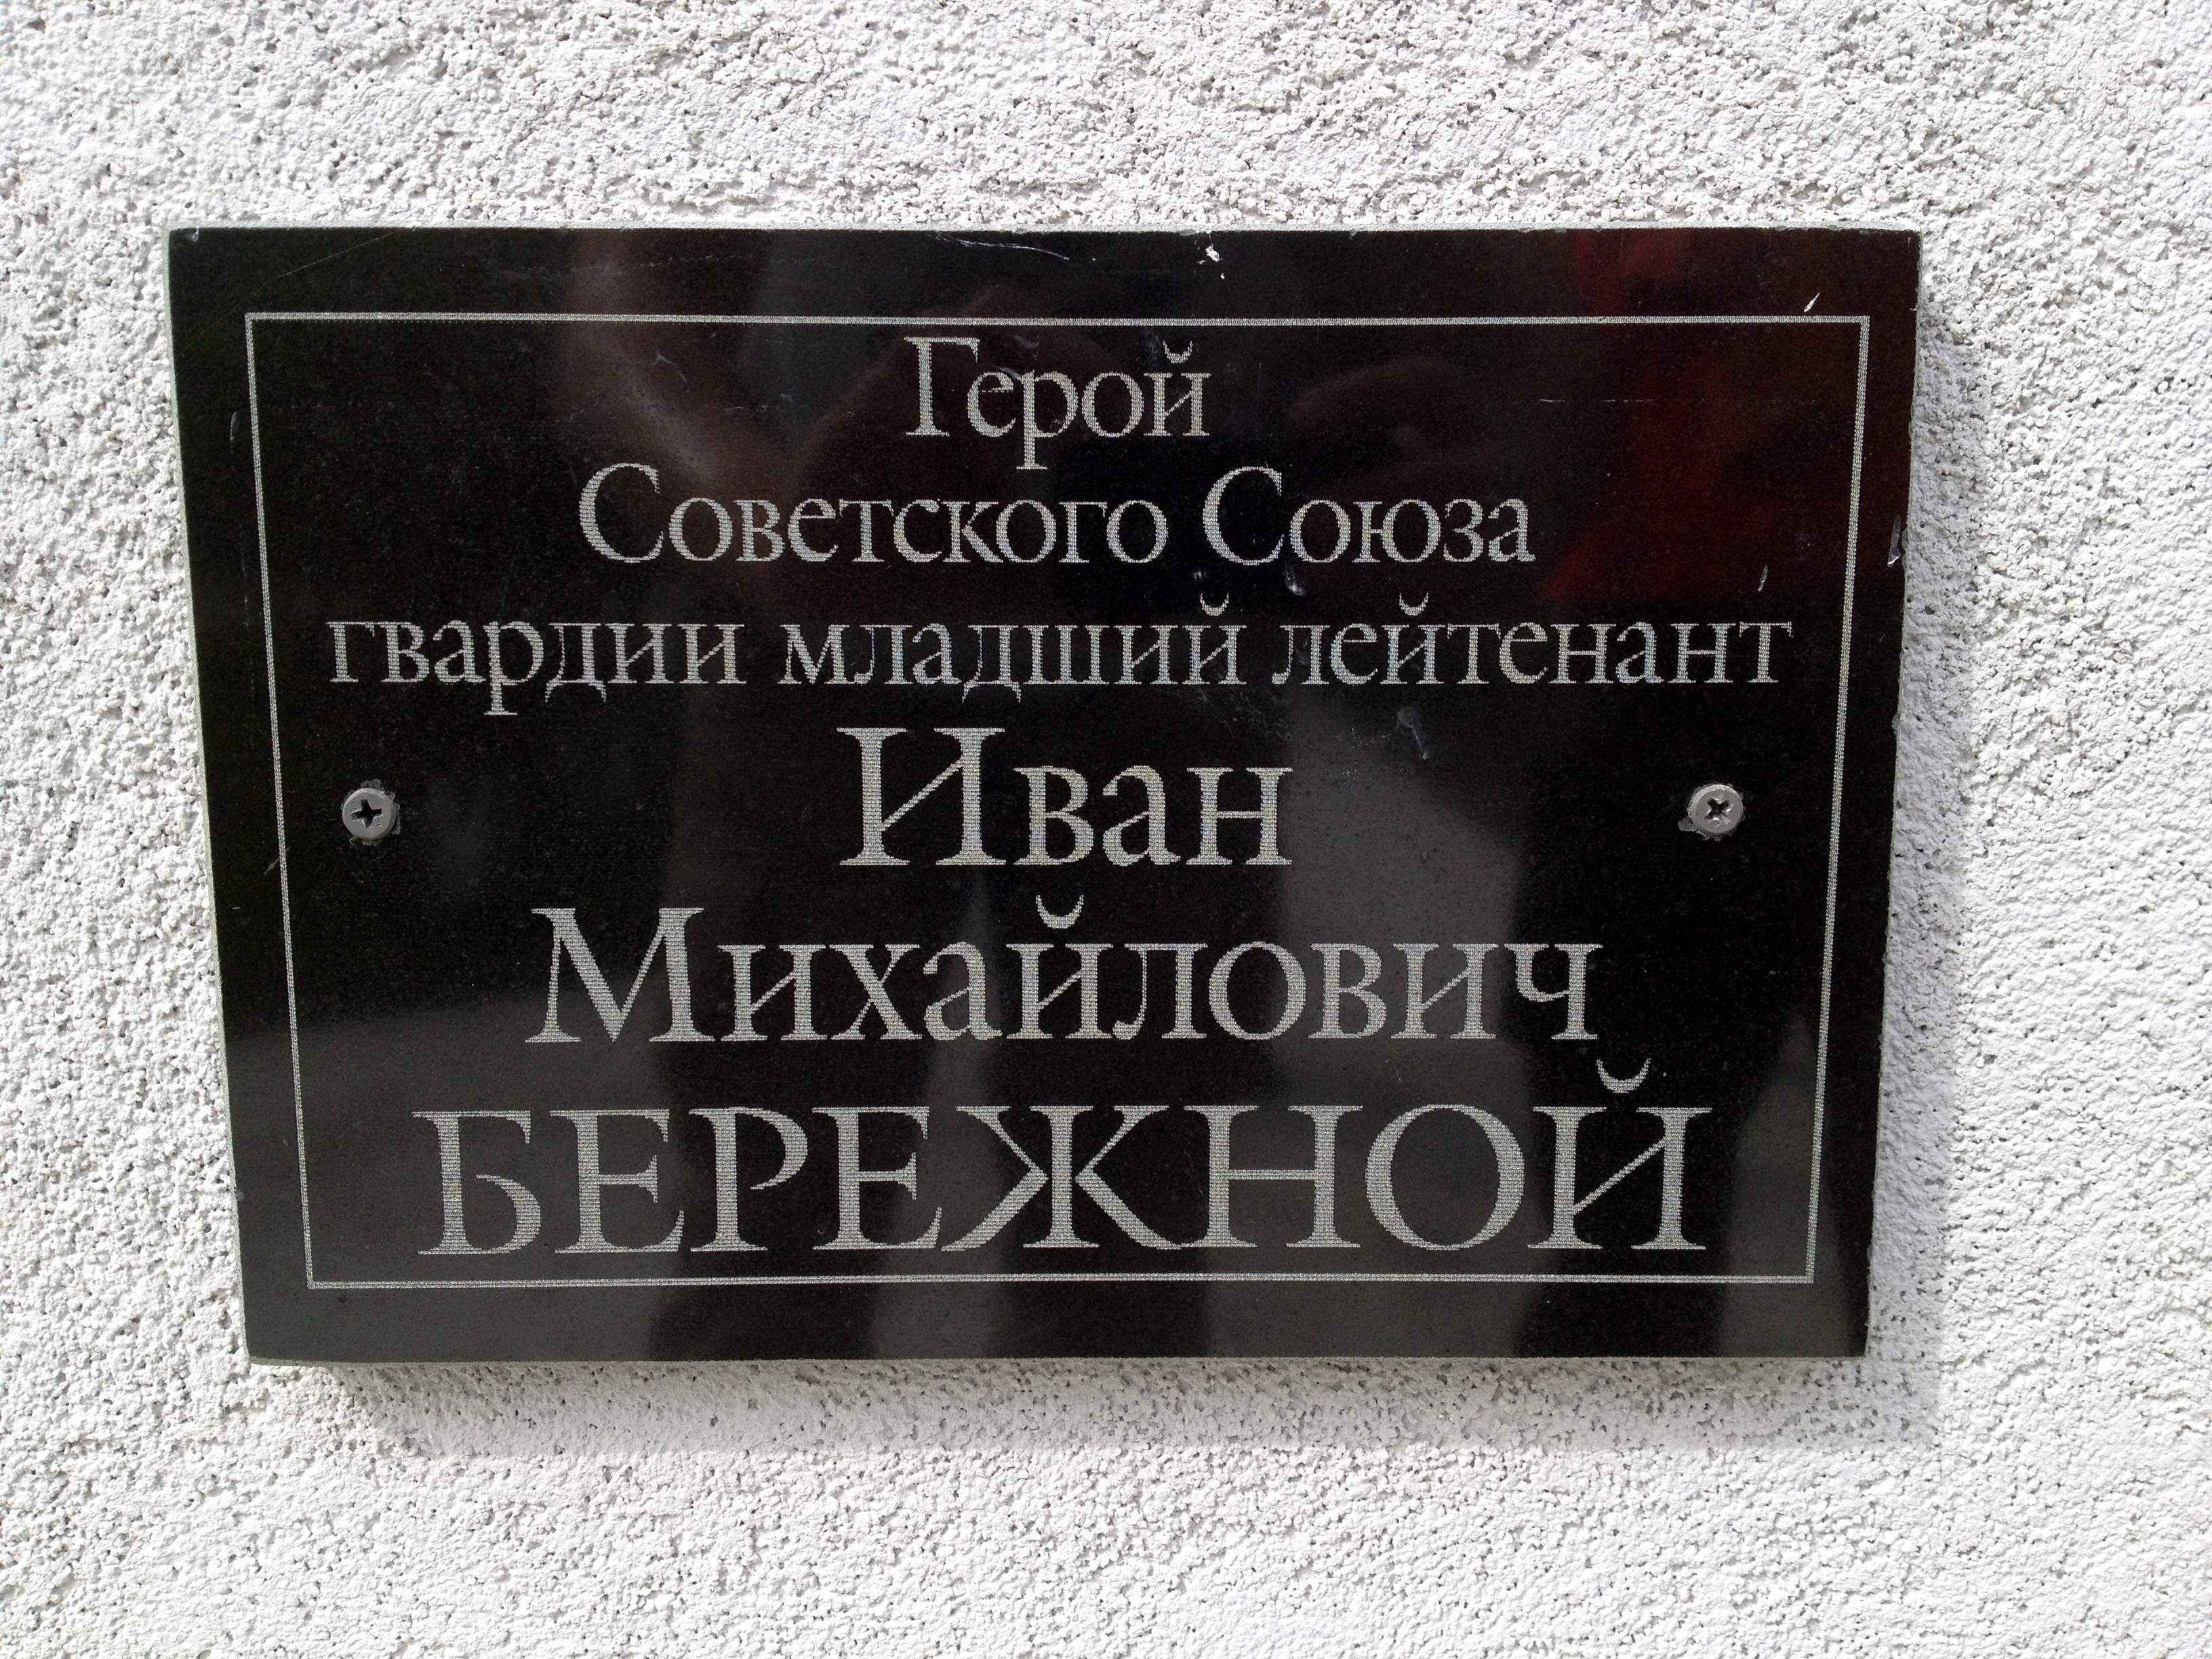 Герой
Советского Союза
гвардии младший лейтенант
Иван
Михайлович
БЕРЕЖНОЙ